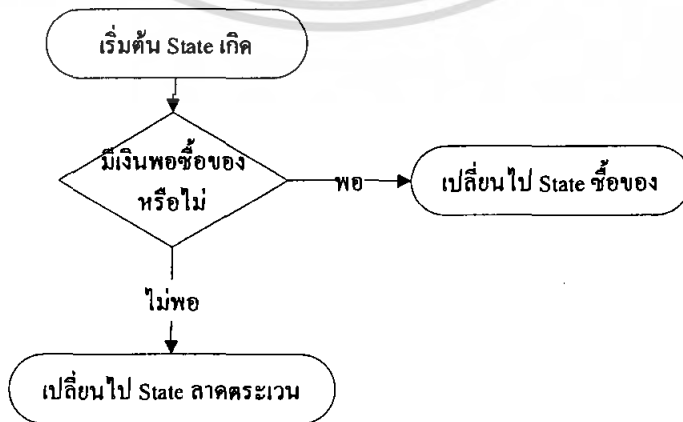 เริ่มต้น State เกิด
มีเงินพอซื้อของ
หรือไม่
พอ
เปลี่ยนไป State ซื้อของ
ไม่พอ
เปลี่ยนไป State ลาดตระเวน